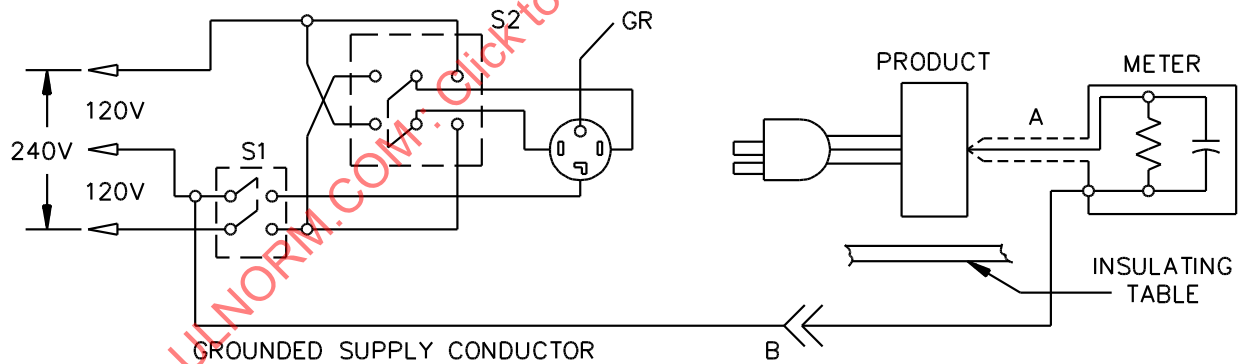 S2
GR
120V
240V
S1
120V
PRODUCT
METER
A
INSULATING
TABLE
GROUNDED SUPPLY CONDUCTOR
B
ULNORM.COM : Click to